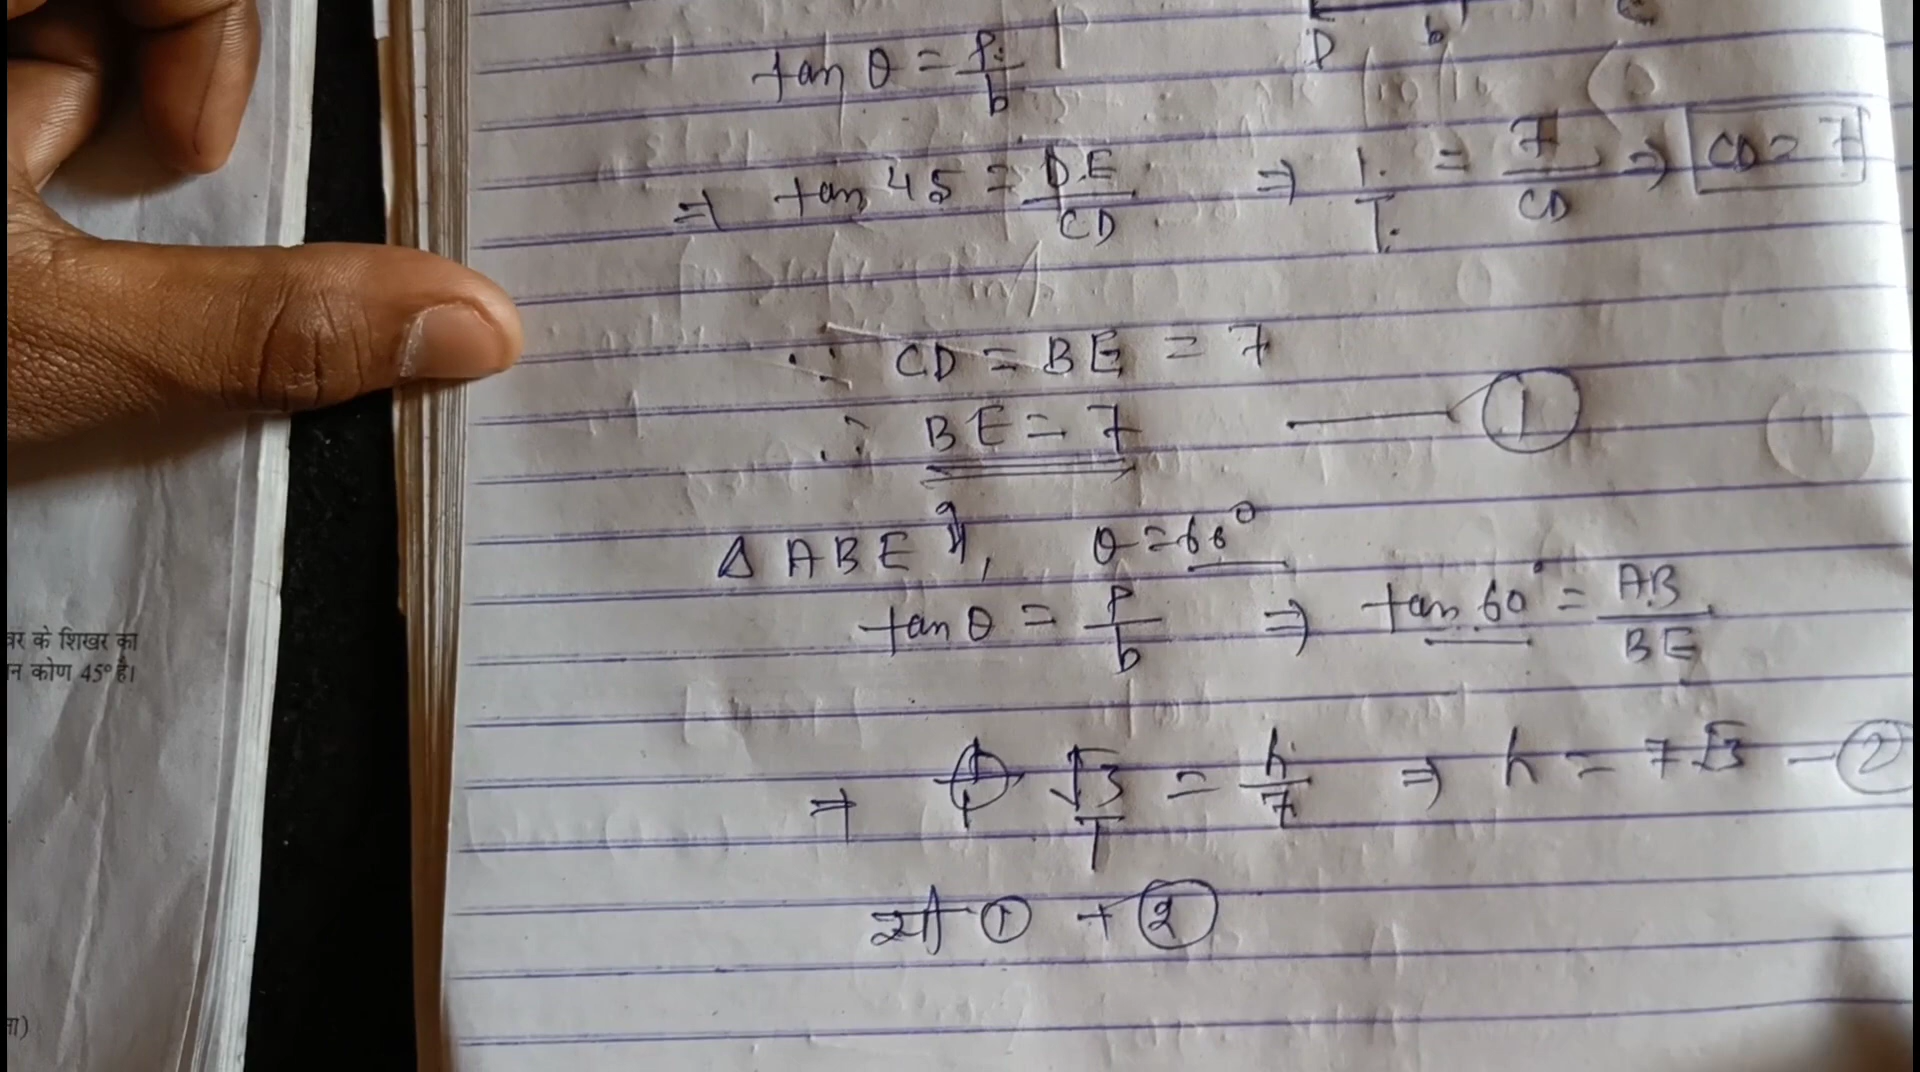 D b
tan θ = P/b
⇒ tan 45 = DE/CD ⇒ 1/1 = 7/CD ⇒ CD = 7
∵ CD = BE = 7
∴ BE = 7 —— ①
Δ ABE में, θ = 60°
tan θ = P/b ⇒ tan 60° = AB/BE
⇒ √3/1 = h/7 ⇒ h = 7√3 — ②
① + ②
के शिखर का
कोण 45° है।